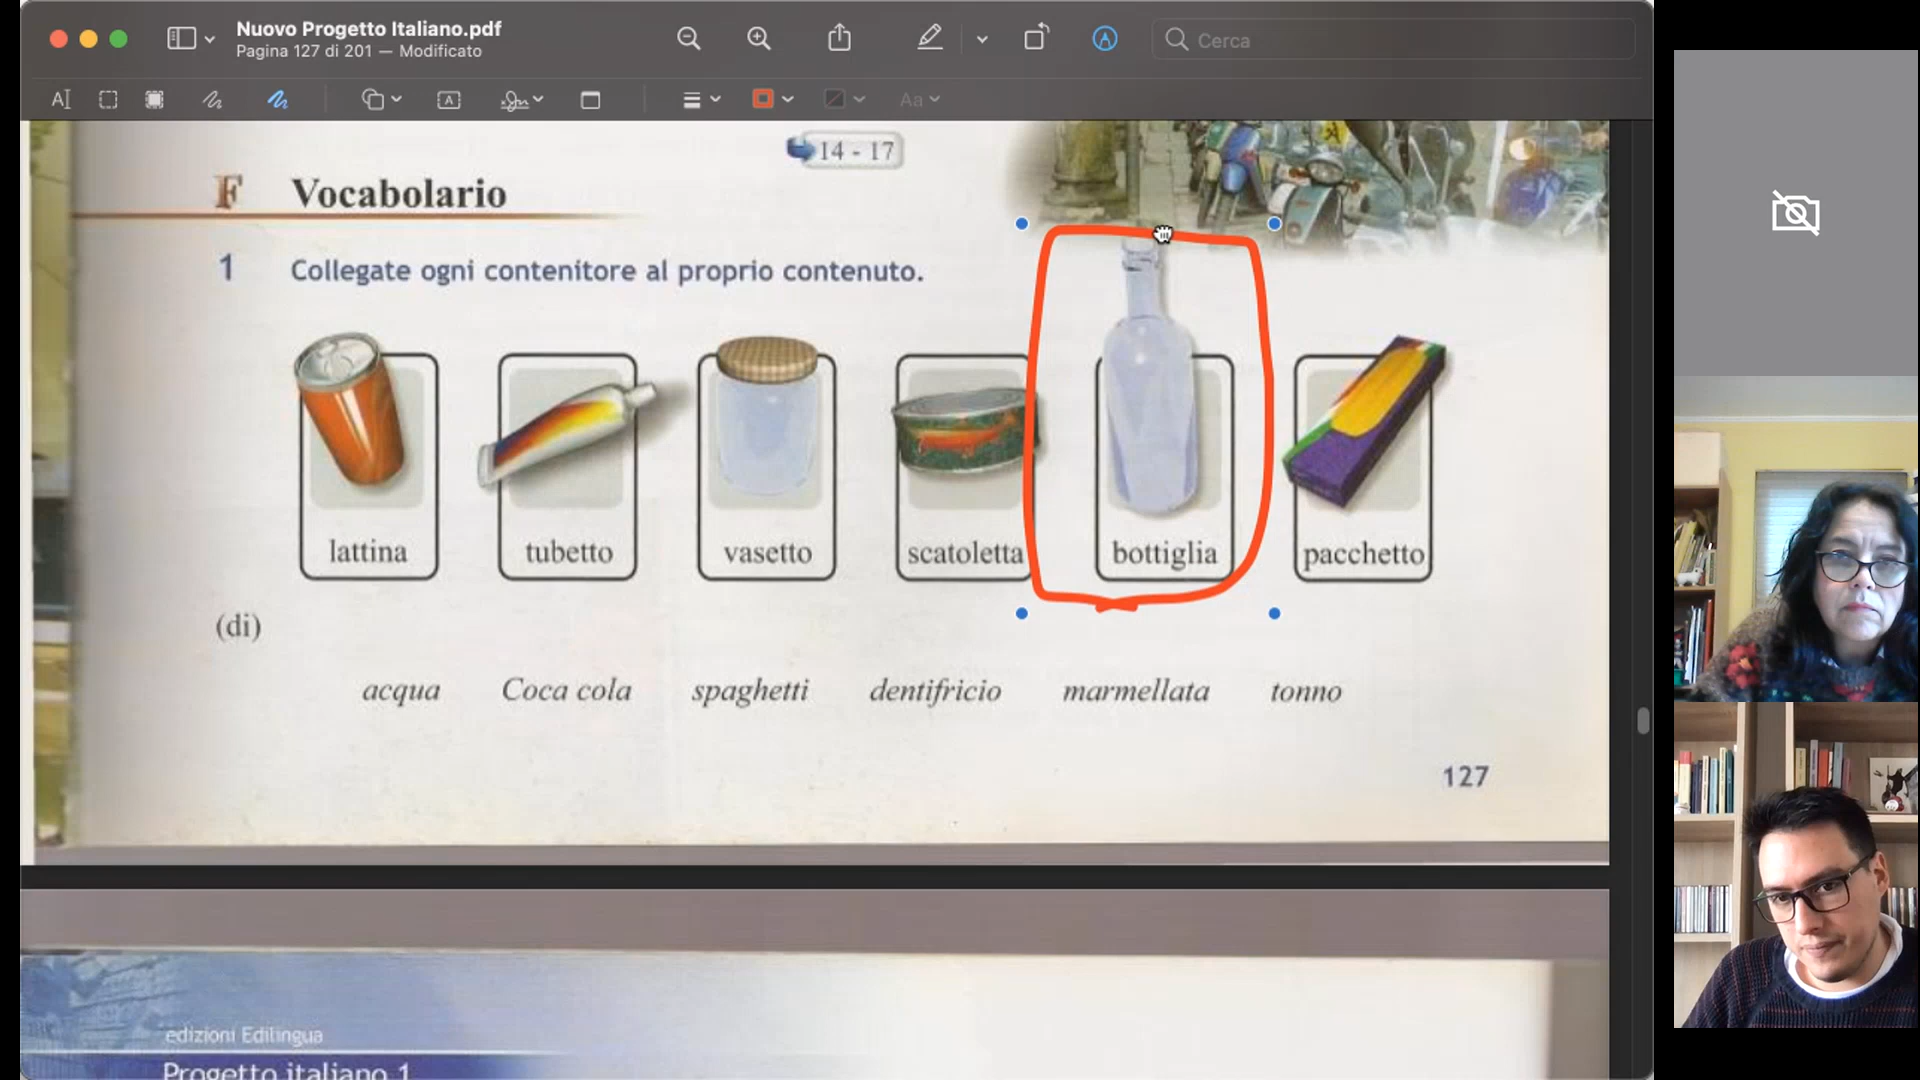 Nuovo Progetto Italiano.pdf
Pagina 127 di 201 — Modificato
Cerca
14 - 17
F Vocabolario
1 Collegate ogni contenitore al proprio contenuto.
lattina tubetto vasetto scatoletta bottiglia pacchetto
(di)
acqua Coca cola spaghetti dentifricio marmellata tonno
127
edizioni Edilingua
Progetto italiano 1